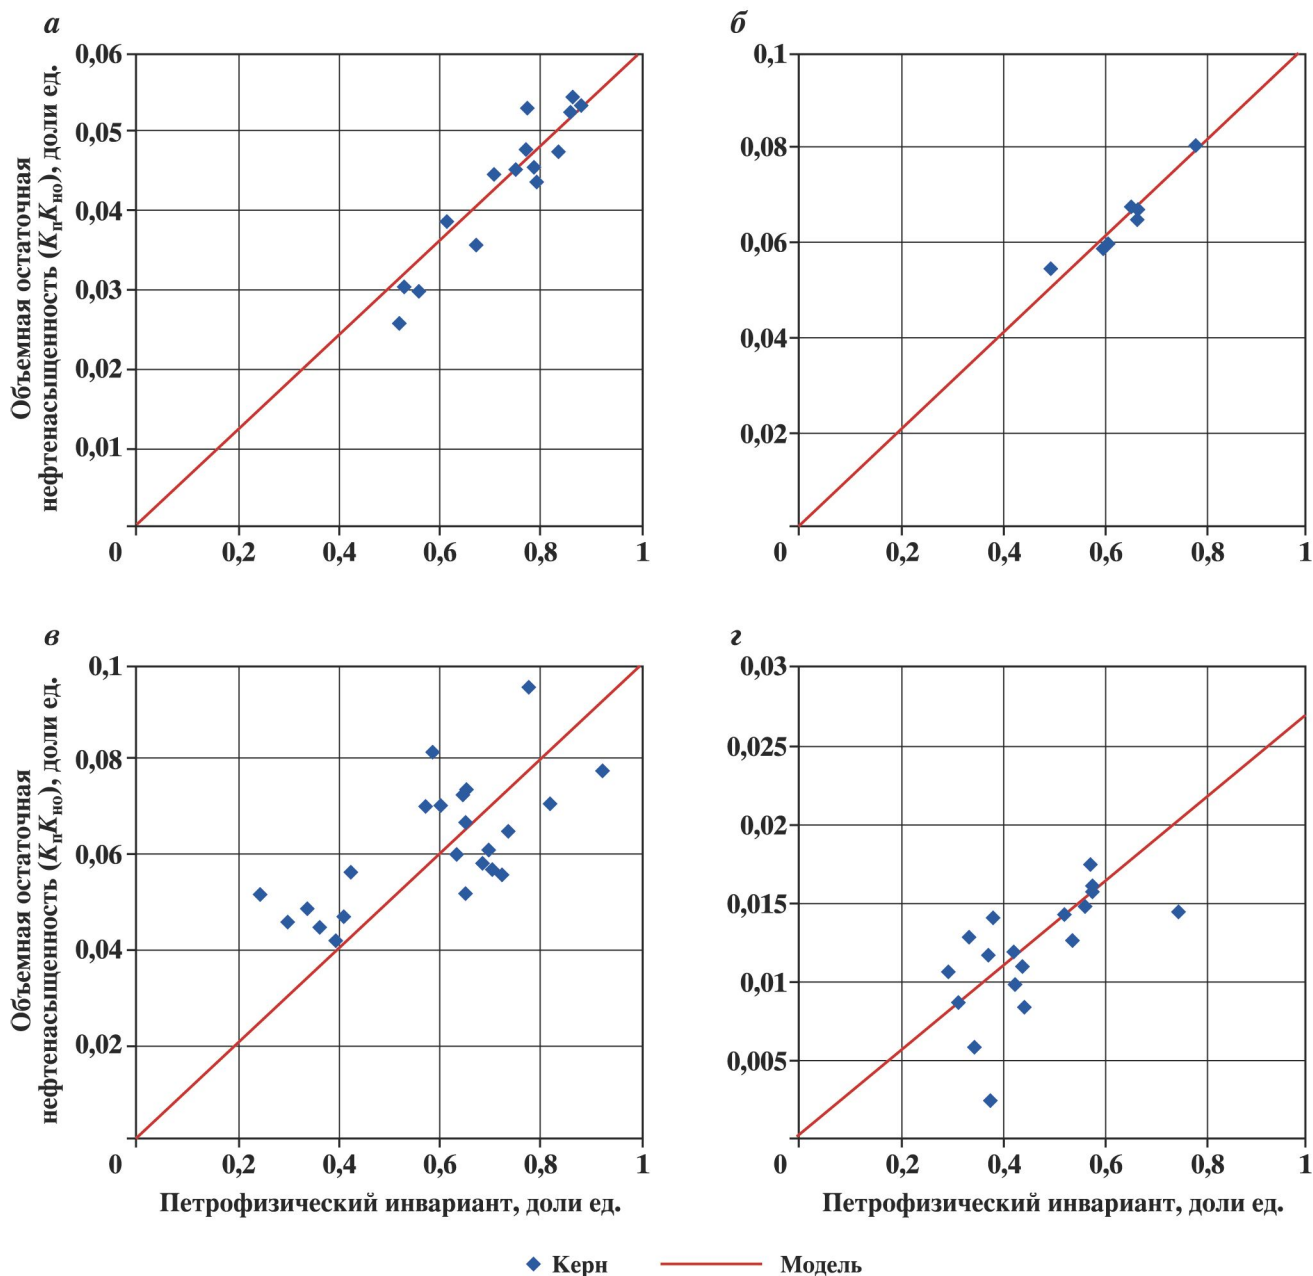 а
0,06
0,05
0,04
0,03
0,02
0,01
0 0,2 0,4 0,6 0,8 1
Объемная остаточная
нефтенасыщенность (KпKно), доли ед.
б
0,1
0,08
0,06
0,04
0,02
0 0,2 0,4 0,6 0,8 1
в
0,1
0,08
0,06
0,04
0,02
0 0,2 0,4 0,6 0,8 1
Объемная остаточная
нефтенасыщенность (KпKно), доли ед.
Петрофизический инвариант, доли ед.
г
0,03
0,025
0,02
0,015
0,01
0,005
0 0,2 0,4 0,6 0,8 1
Петрофизический инвариант, доли ед.
Керн Модель